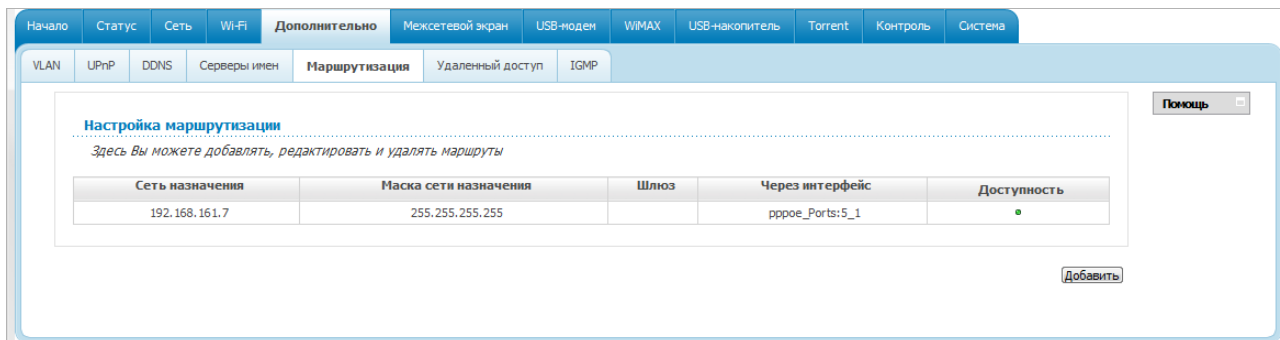 Начало Статус Сеть Wi-Fi Дополнительно Межсетевой экран USB-модем WiMAX USB-накопитель Torrent Контроль Система
VLAN UPnP DDNS Серверы имен Маршрутизация Удаленный доступ IGMP
Помощь
Настройка маршрутизации
Здесь Вы можете добавлять, редактировать и удалять маршруты
Сеть назначения Маска сети назначения Шлюз Через интерфейс Доступность
192.168.161.7 255.255.255.255 pppoe_Ports:5_1
Добавить